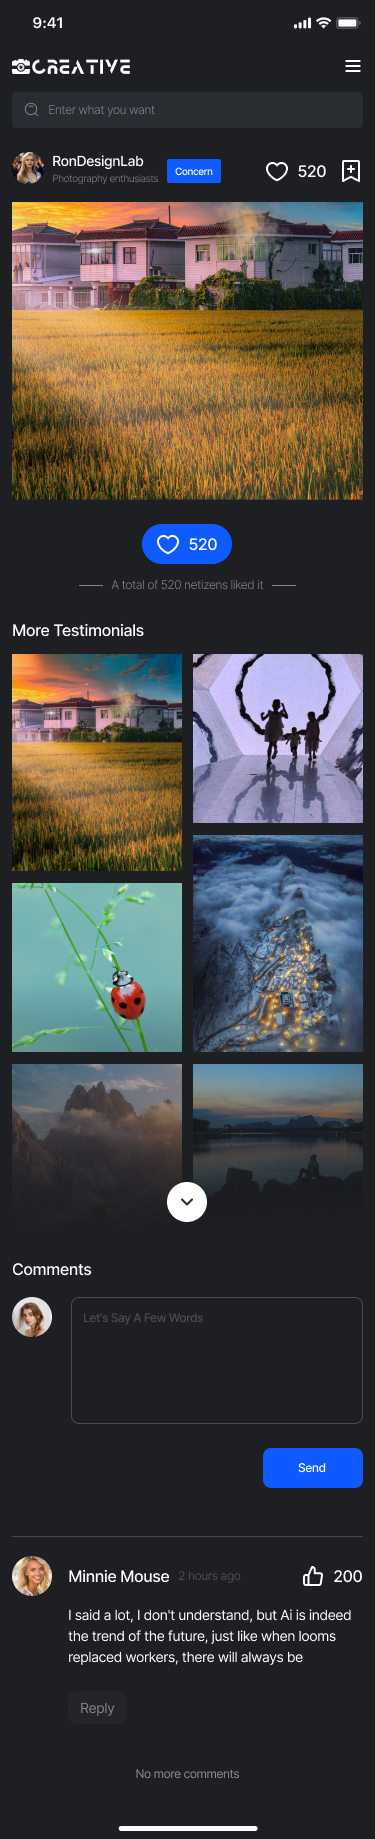 9:41
CREATIVE
Enter what you want
RonDesignLab
Photography enthusiasts
Concern
520
520
A total of 520 netizens liked it
More Testimonials
Comments
Let's Say A Few Words
Send
Minnie Mouse 2 hours ago
200
I said a lot, I don't understand, but Ai is indeed
the trend of the future, just like when looms
replaced workers, there will always be
Reply
No more comments